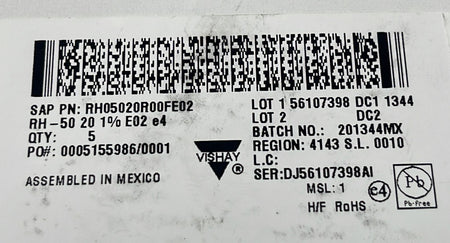 SAP PN: RH05020R00FE02
RH-50 20 1% E02 e4
QTY: 5
PO#: 0005155986/0001
ASSEMBLED IN MEXICO
VISHAY
®
LOT 1 56107398 DC1 1344
LOT 2 DC2
BATCH NO.: 201344MX
REGION: 4143 S.L. 0010
L.C:
SER:DJ56107398AI
MSL: 1
H/F RoHS
e4
Pb
Pb-Free